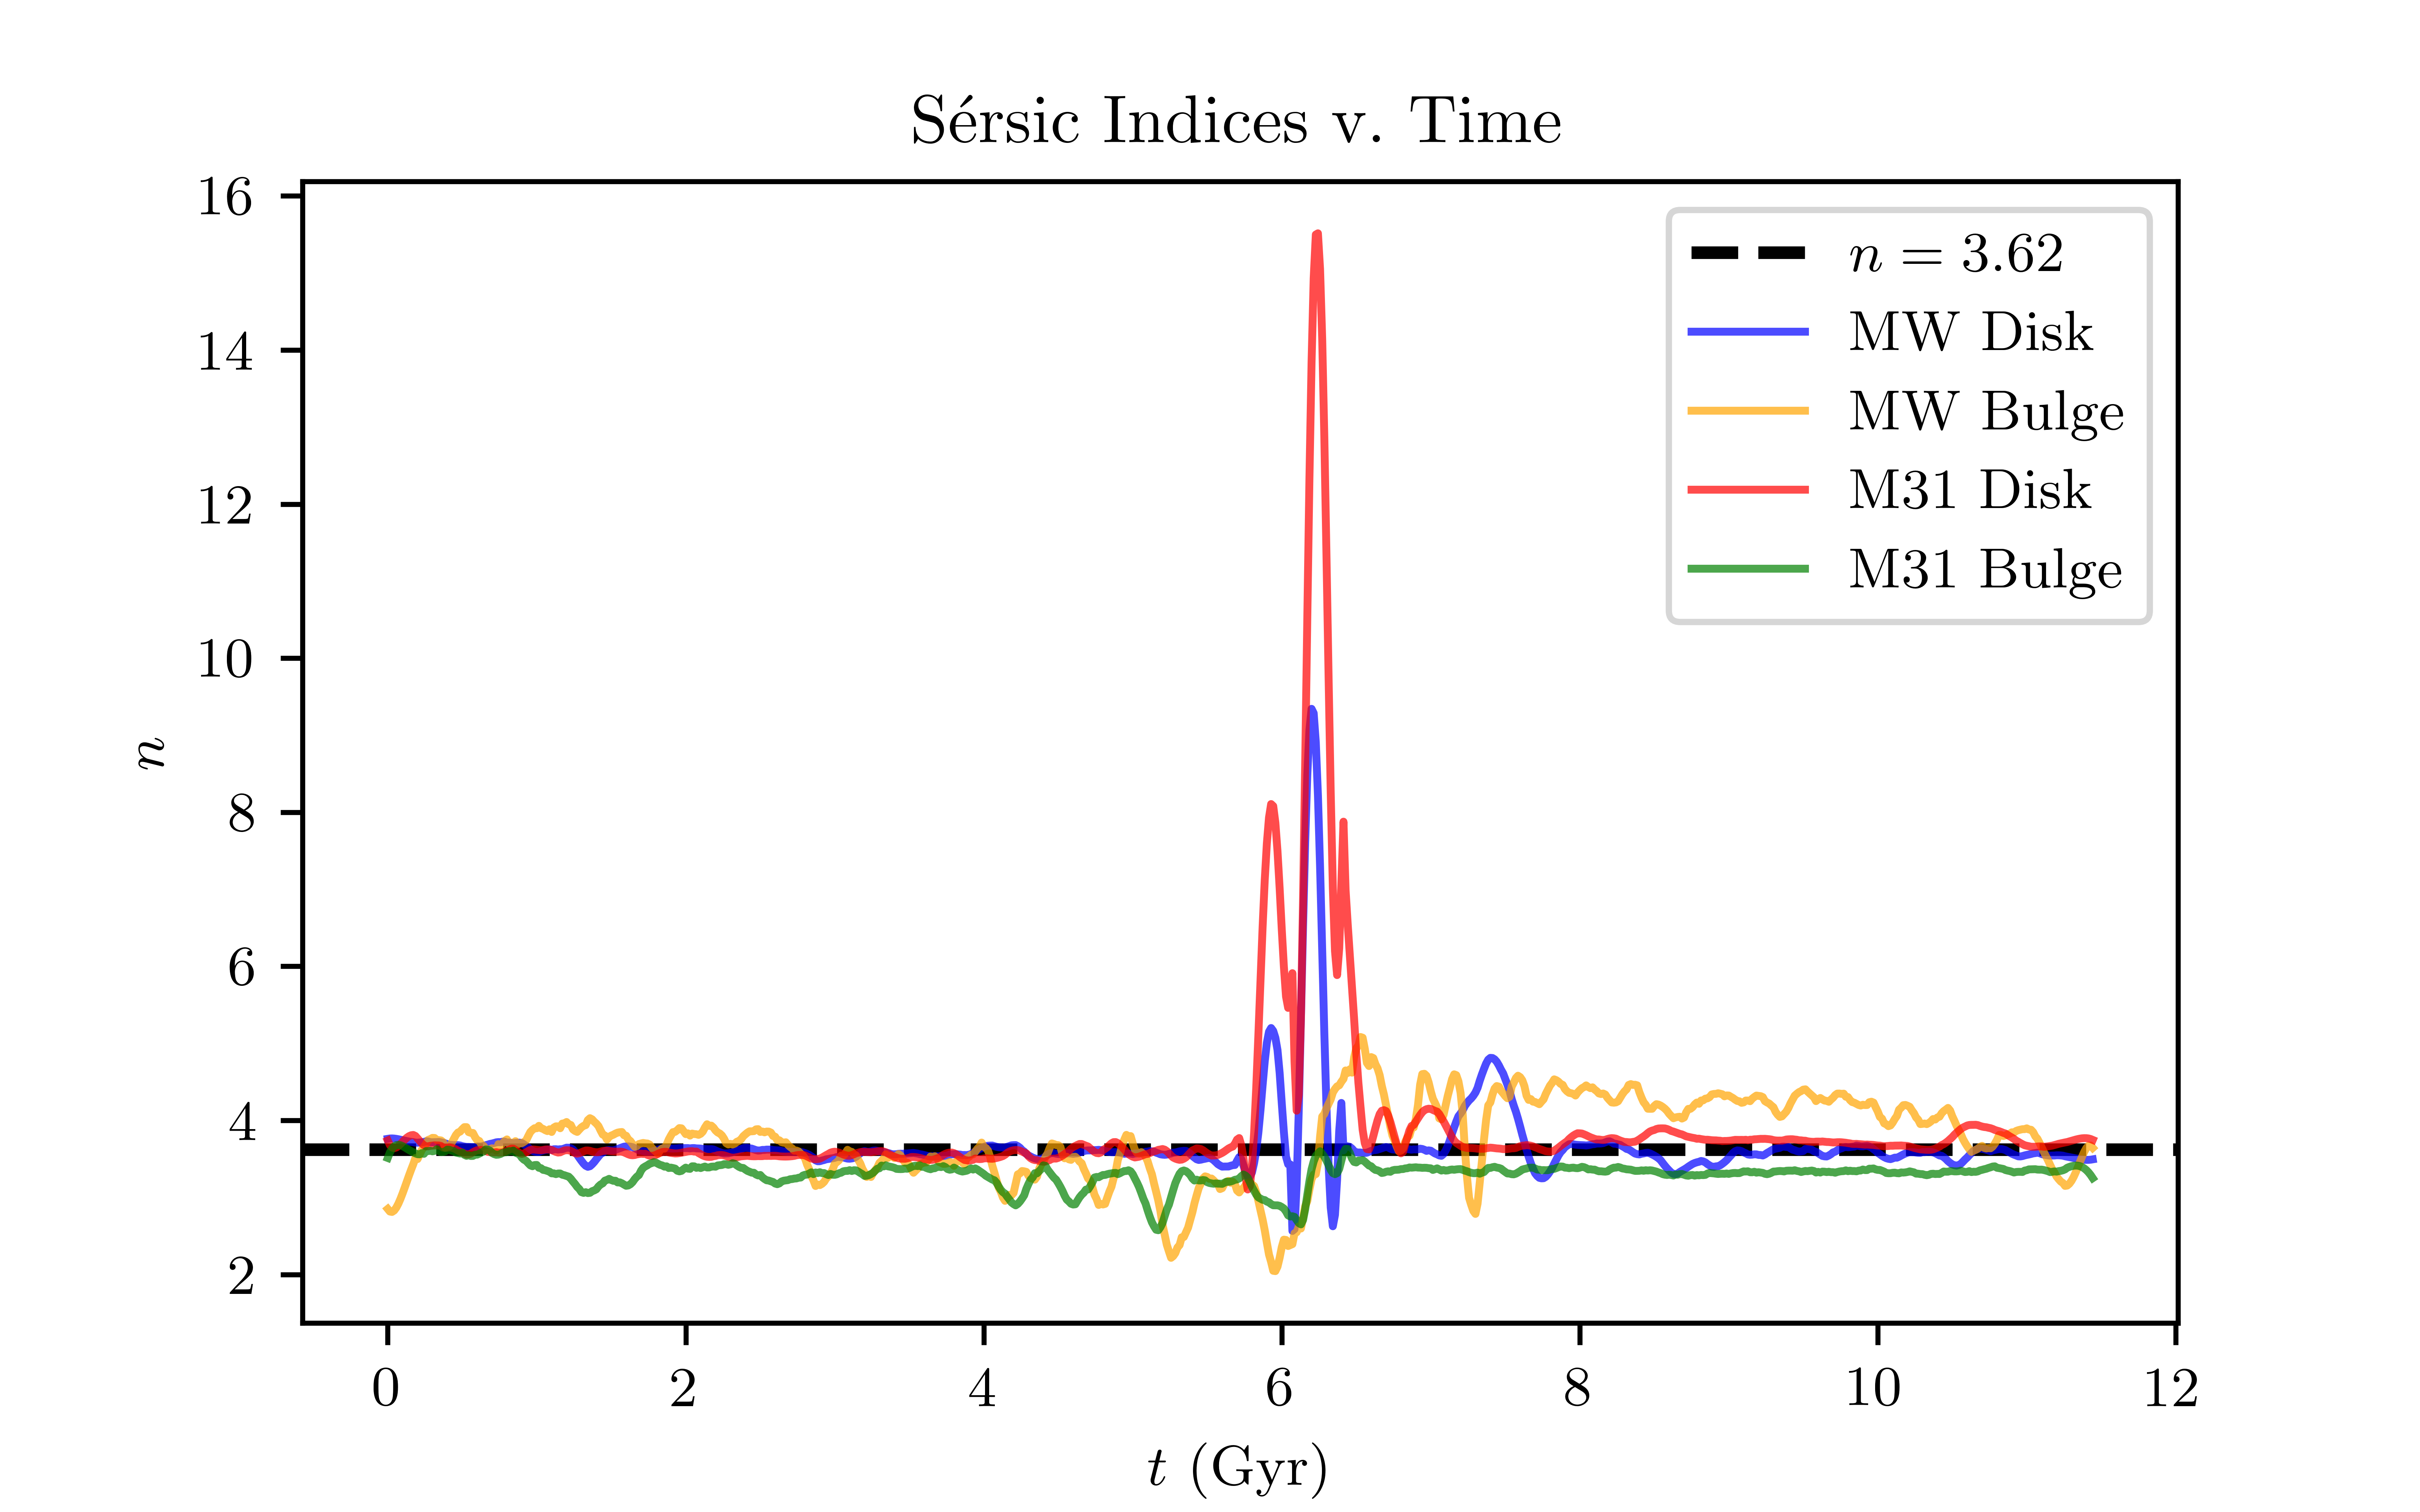 Sérsic Indices v. Time
16
14
12
10
8
6
4
2
n
n = 3.62
MW Disk
MW Bulge
M31 Disk
M31 Bulge
0 2 4 6 8 10 12
t (Gyr)